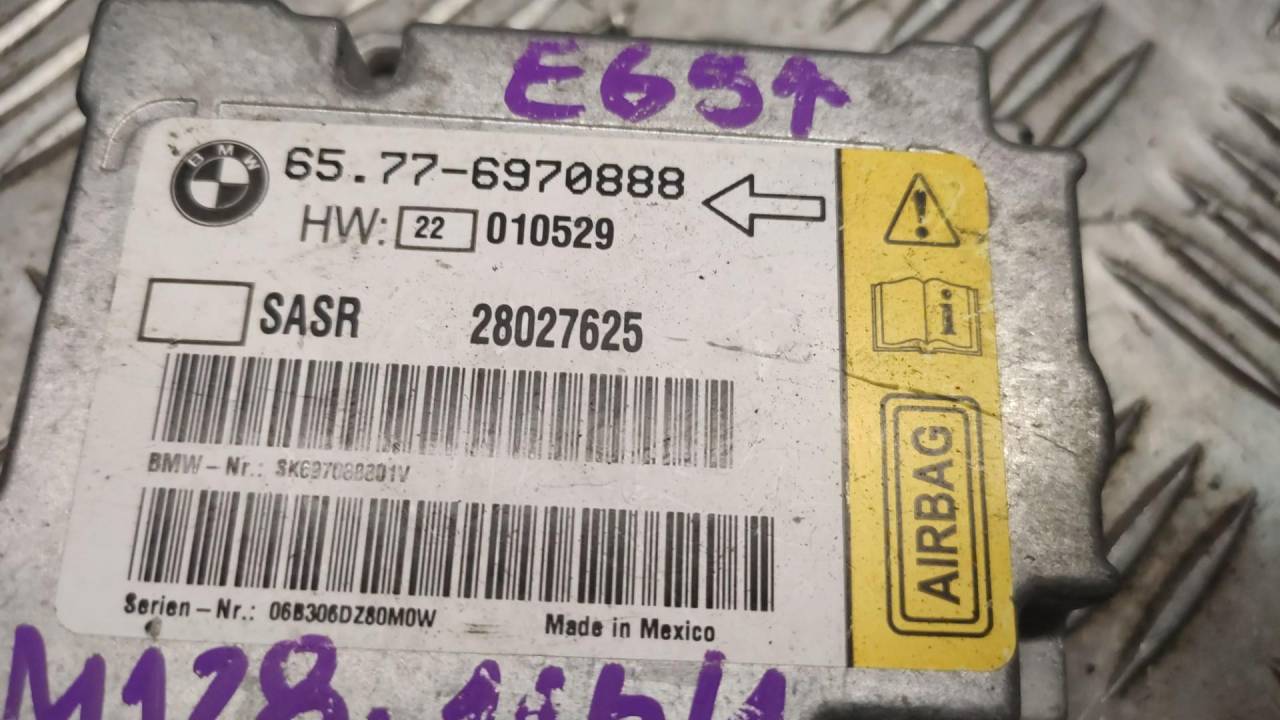 E65↑
BMW
65.77-6970888
HW: 22 010529
SASR 28027625
BMW-Nr.: SK697088801V
Serien-Nr.: 06B306DZ80M0W
Made in Mexico
AIRBAG